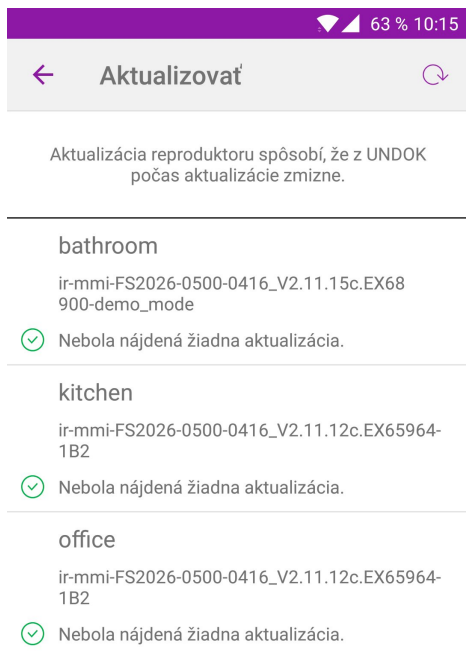 63 % 10:15
Aktualizovať
Aktualizácia reproduktoru spôsobí, že z UNDOK
počas aktualizácie zmizne.
bathroom
ir-mmi-FS2026-0500-0416_V2.11.15c.EX68
900-demo_mode
Nebola nájdená žiadna aktualizácia.
kitchen
ir-mmi-FS2026-0500-0416_V2.11.12c.EX65964-
1B2
Nebola nájdená žiadna aktualizácia.
office
ir-mmi-FS2026-0500-0416_V2.11.12c.EX65964-
1B2
Nebola nájdená žiadna aktualizácia.